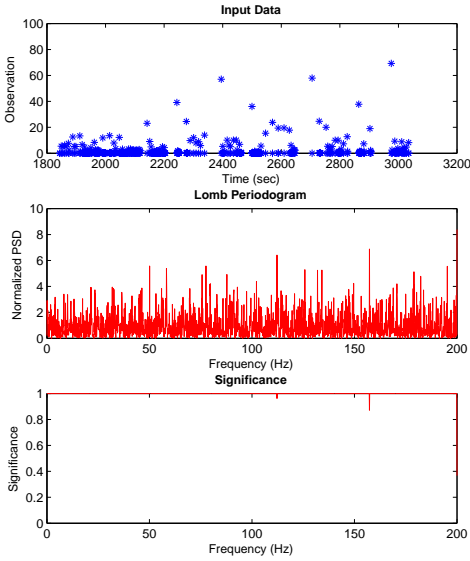 Input Data
100
80
60
40
20
0
Observation
1800 2000 2200 2400 2600 2800 3000 3200
Time (sec)
Lomb Periodogram
10
8
6
4
2
0
Normalized PSD
0 50 100 150 200
Frequency (Hz)
Significance
1
0.8
0.6
0.4
0.2
0
Significance
0 50 100 150 200
Frequency (Hz)